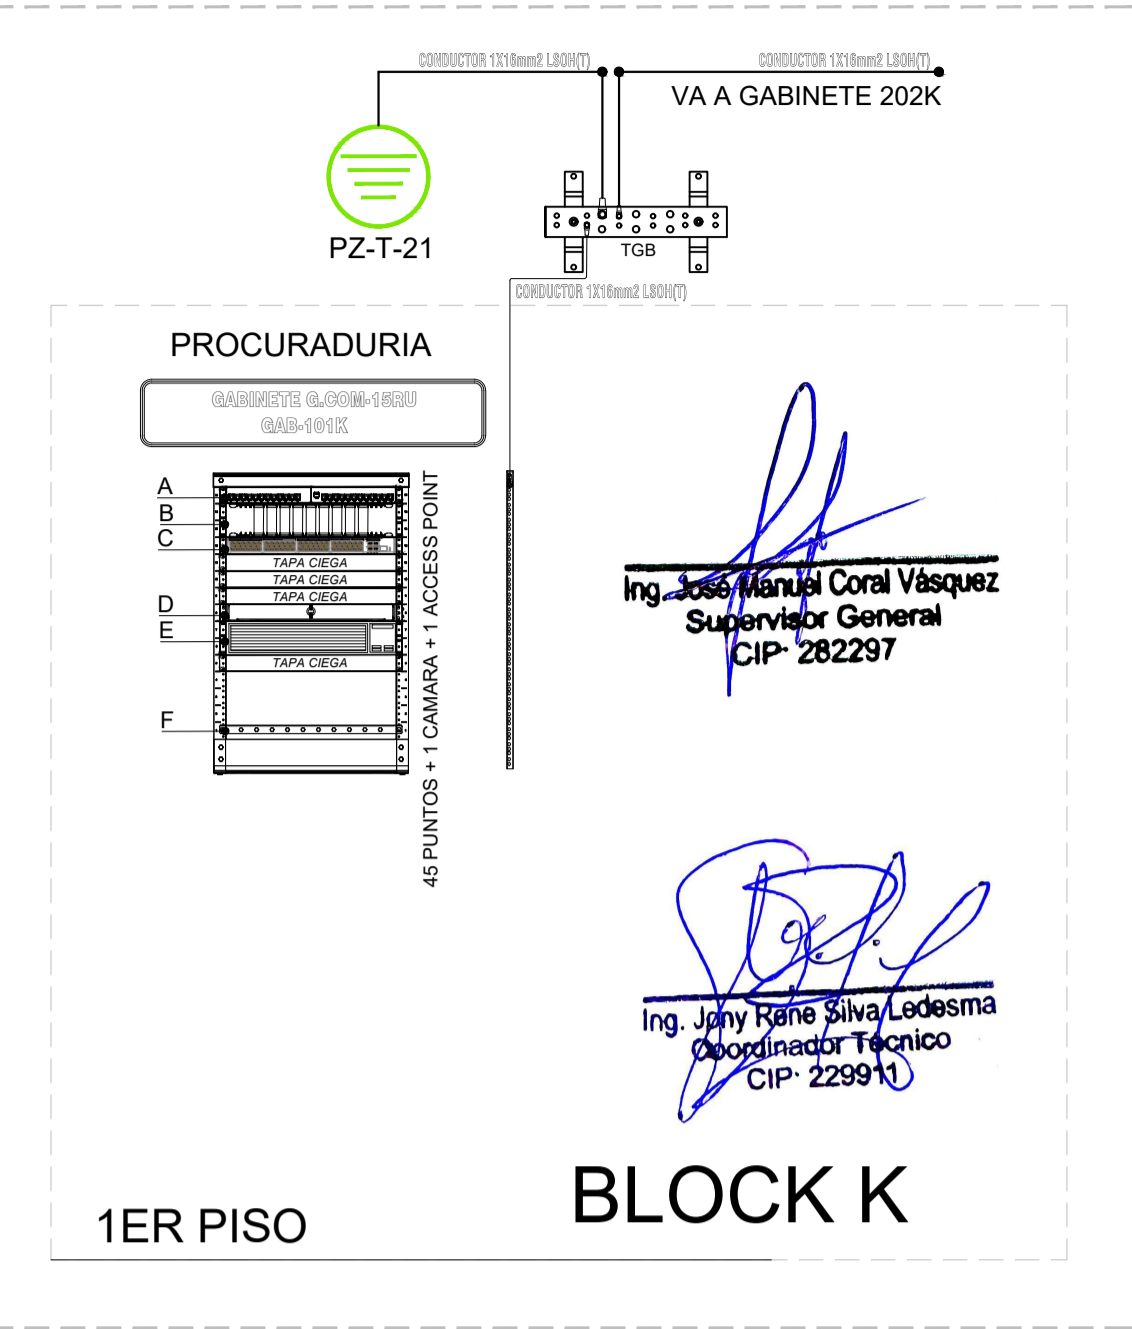 CONDUCTOR 1X16mm2 LSOH(T)
CONDUCTOR 1X16mm2 LSOH(T)
VA A GABINETE 202K
PZ-T-21
TGB
CONDUCTOR 1X16mm2 LSOH(T)
PROCURADURIA
GABINETE G.COM-15RU
GAB-101K
A
B
C
TAPA CIEGA
TAPA CIEGA
TAPA CIEGA
D
E
TAPA CIEGA
F
45 PUNTOS + 1 CAMARA + 1 ACCESS POINT
Ing. José Manuel Coral Vásquez
Supervisor General
CIP· 282297
Ing. Jony Rene Silva Ledesma
Coordinador Técnico
CIP· 229911
1ER PISO
BLOCK K